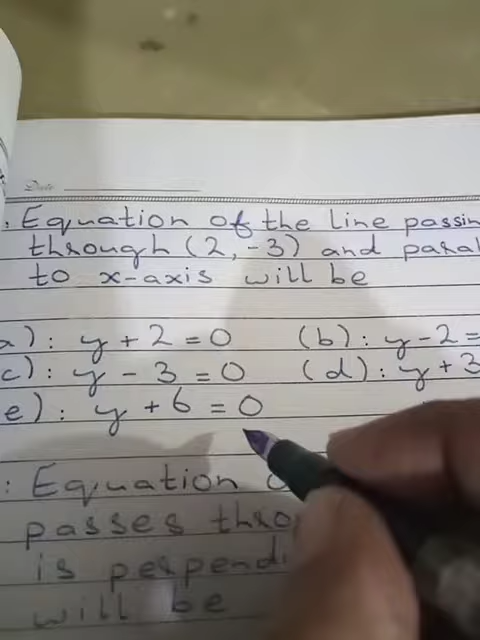 Date
: Equation of the line passin
through (2, -3) and paral
to x-axis will be
a): y + 2 = 0 (b): y - 2 =
c): y - 3 = 0 (d): y + 3
e): y + 6 = 0
: Equation
passes thro
is perpendi
will be